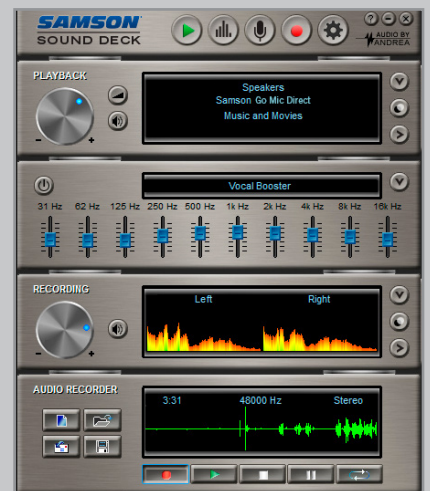 SAMSON
SOUND DECK
?
AUDIO BY
ANDREA
PLAYBACK
- +
Speakers
Samson Go Mic Direct
Music and Movies
Vocal Booster
31 Hz 62 Hz 125 Hz 250 Hz 500 Hz 1k Hz 2k Hz 4k Hz 8k Hz 16k Hz
RECORDING
- +
Left Right
AUDIO RECORDER
3:31 48000 Hz Stereo